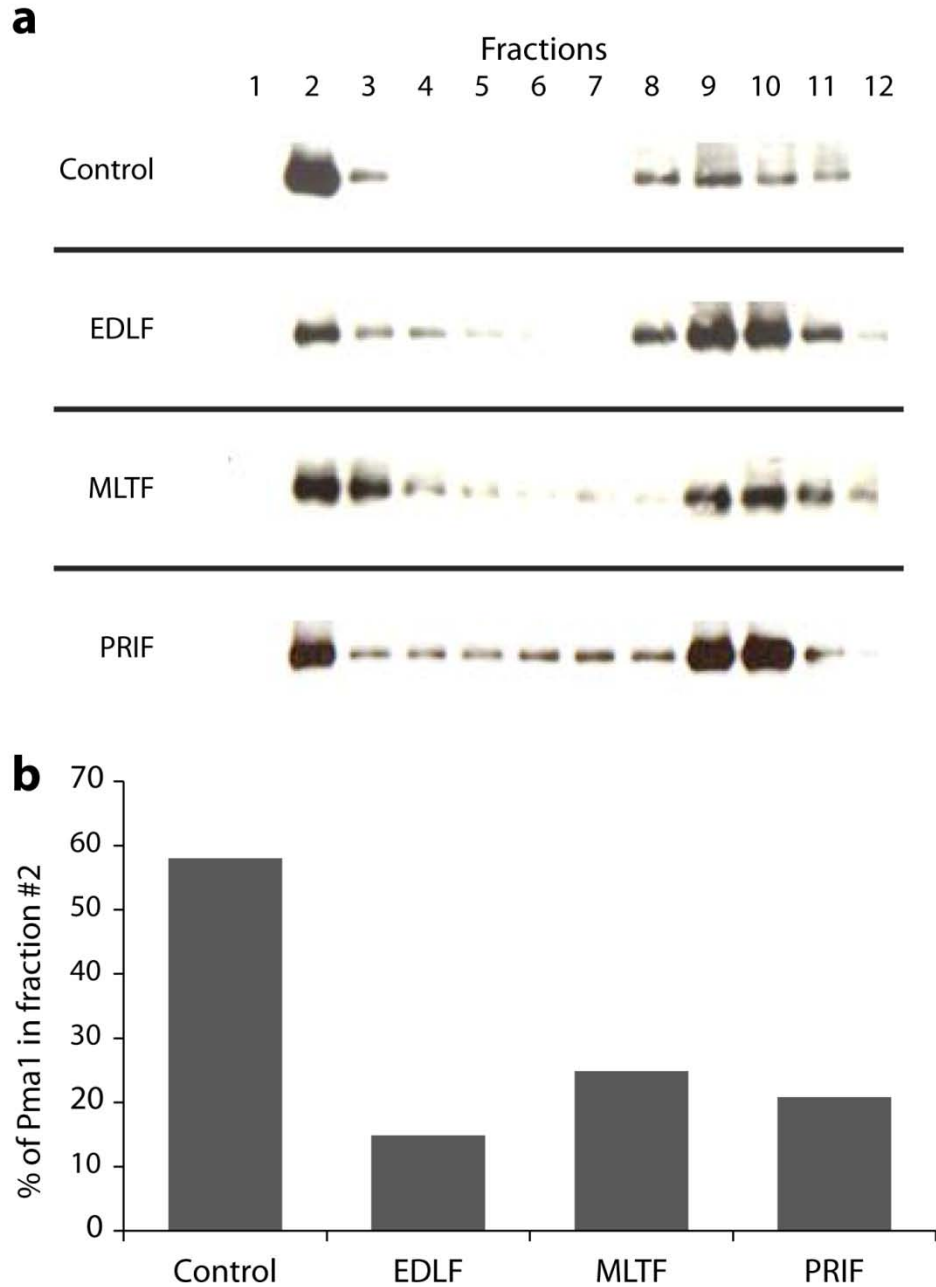 a
Fractions
1 2 3 4 5 6 7 8 9 10 11 12
Control
EDLF
MLTF
PRIF
b
70
60
50
40
30
20
10
0
% of Pma1 in fraction #2
Control EDLF MLTF PRIF